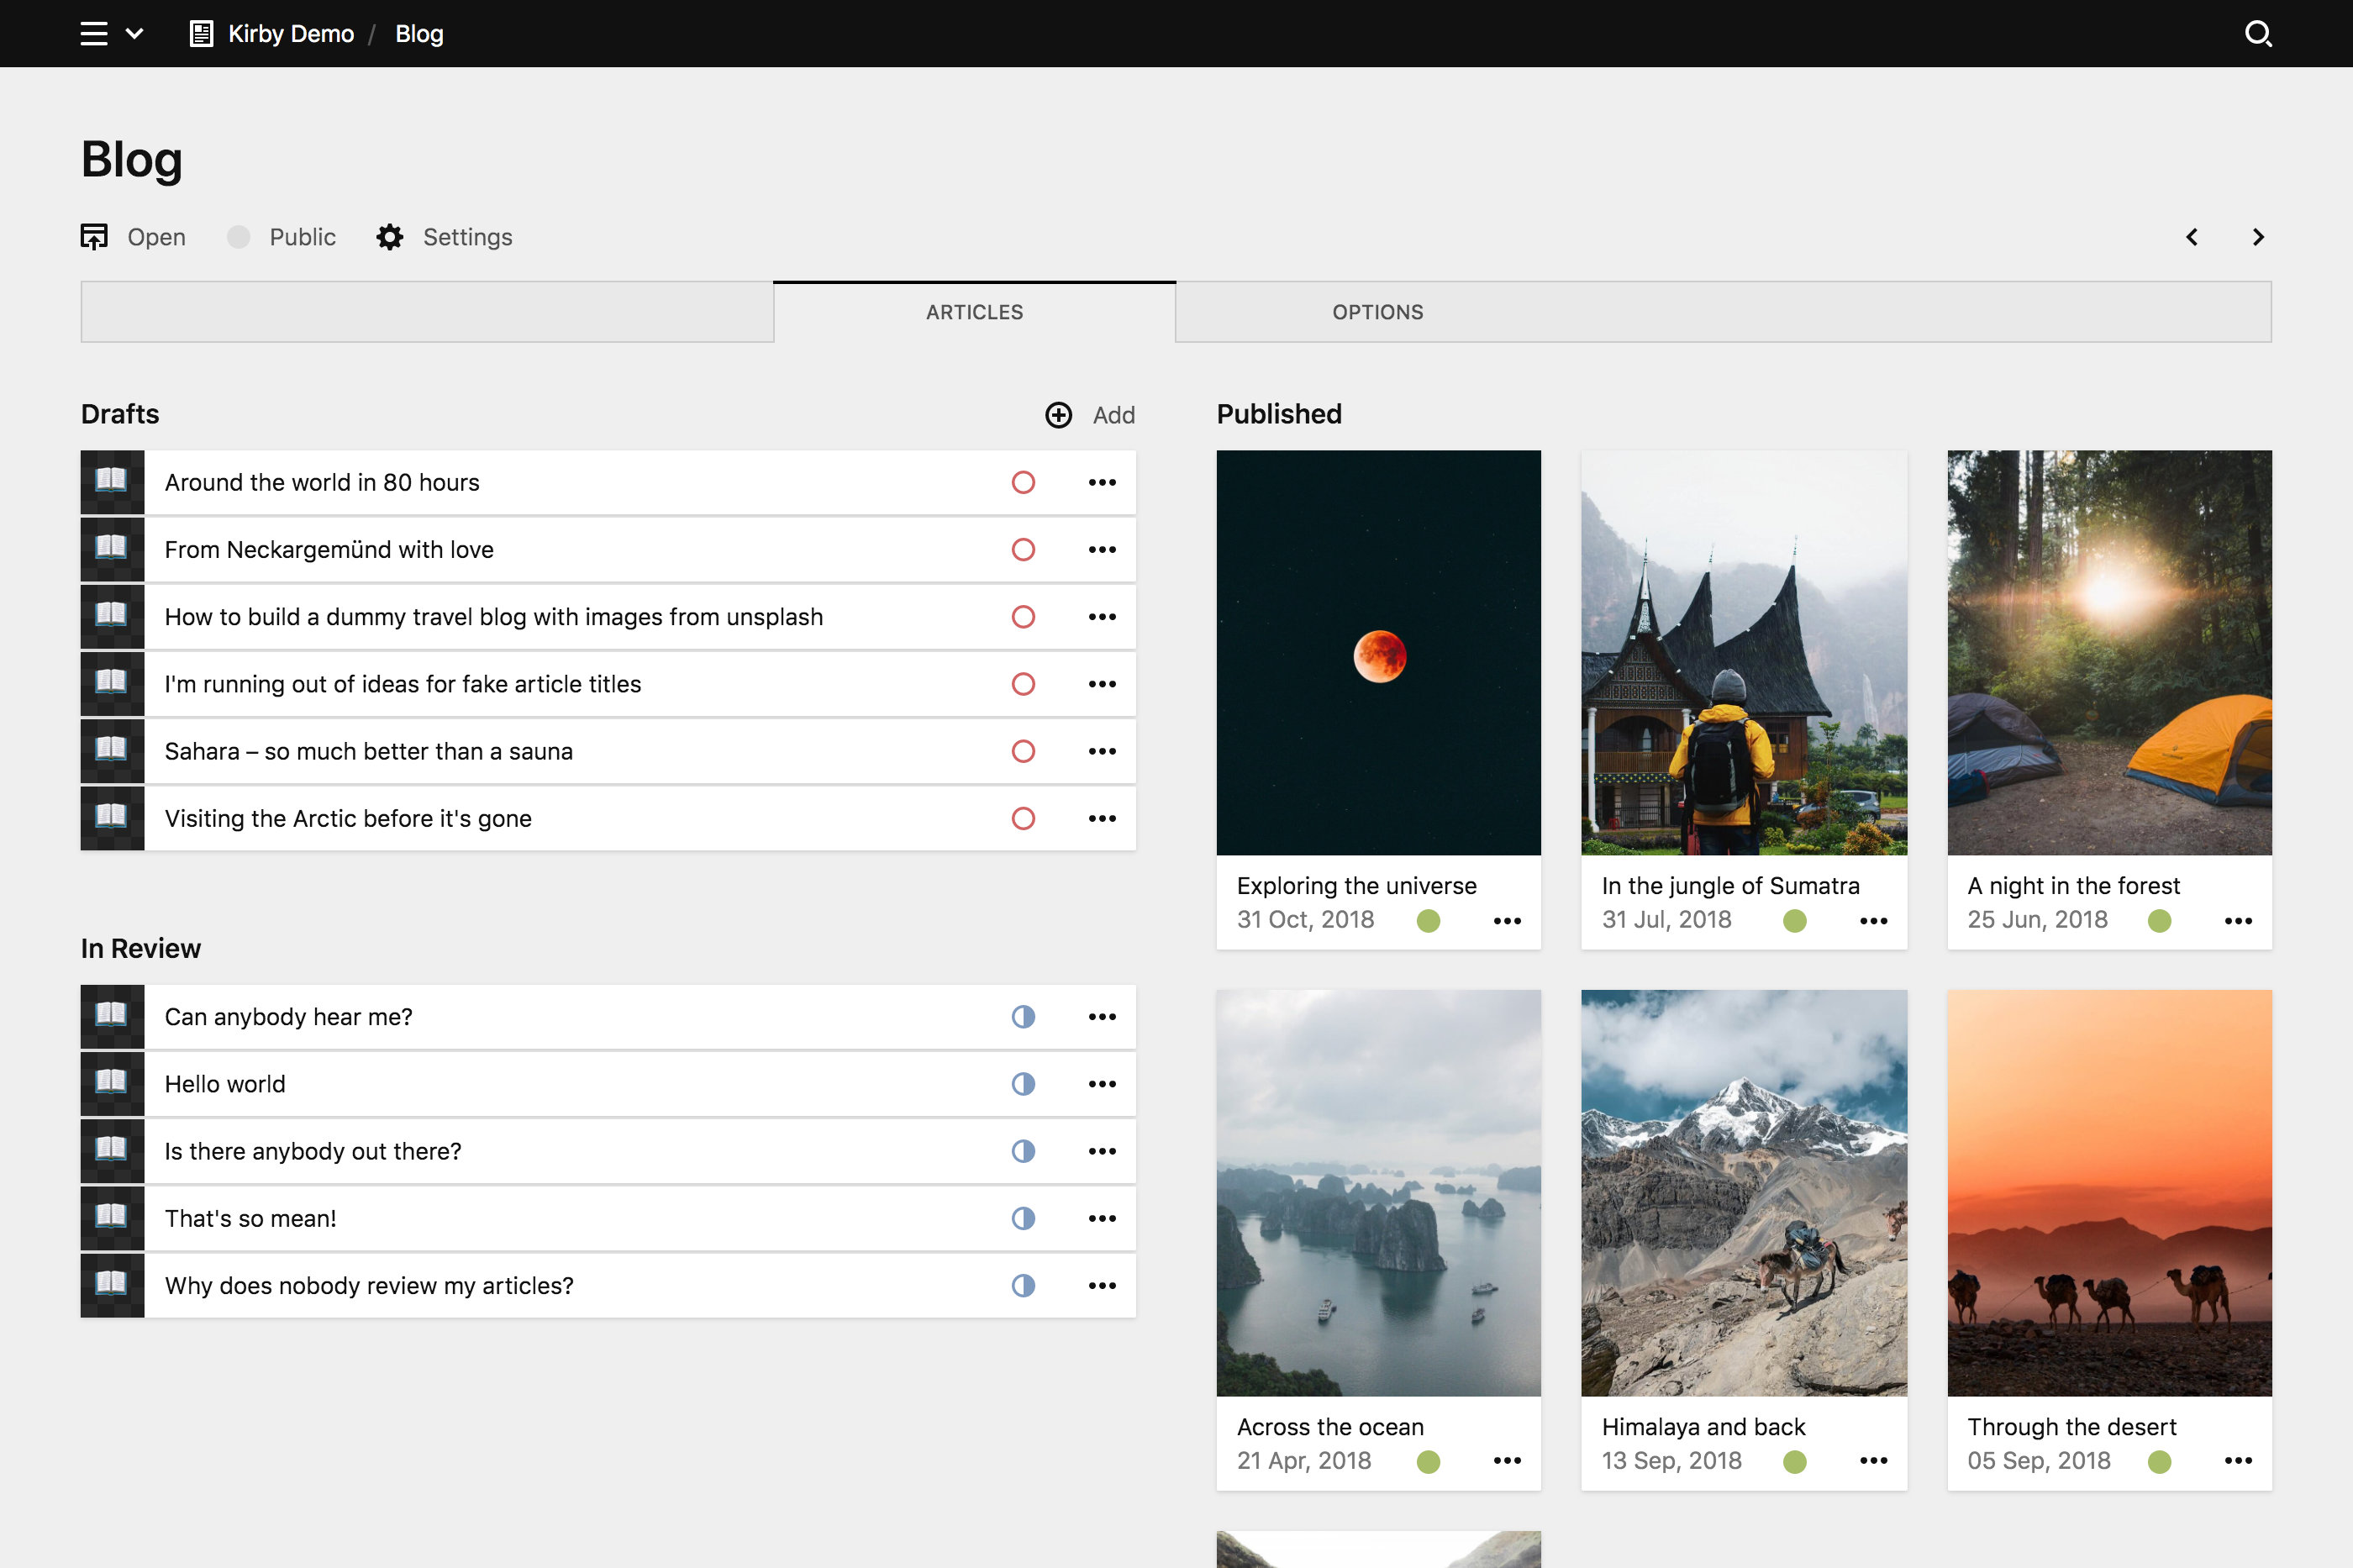 Kirby Demo / Blog
Blog
Open Public Settings
ARTICLES OPTIONS
Drafts
Add
Around the world in 80 hours
From Neckargemünd with love
How to build a dummy travel blog with images from unsplash
I'm running out of ideas for fake article titles
Sahara – so much better than a sauna
Visiting the Arctic before it's gone
In Review
Can anybody hear me?
Hello world
Is there anybody out there?
That's so mean!
Why does nobody review my articles?
Published
Exploring the universe
31 Oct, 2018
In the jungle of Sumatra
31 Jul, 2018
A night in the forest
25 Jun, 2018
Across the ocean
21 Apr, 2018
Himalaya and back
13 Sep, 2018
Through the desert
05 Sep, 2018